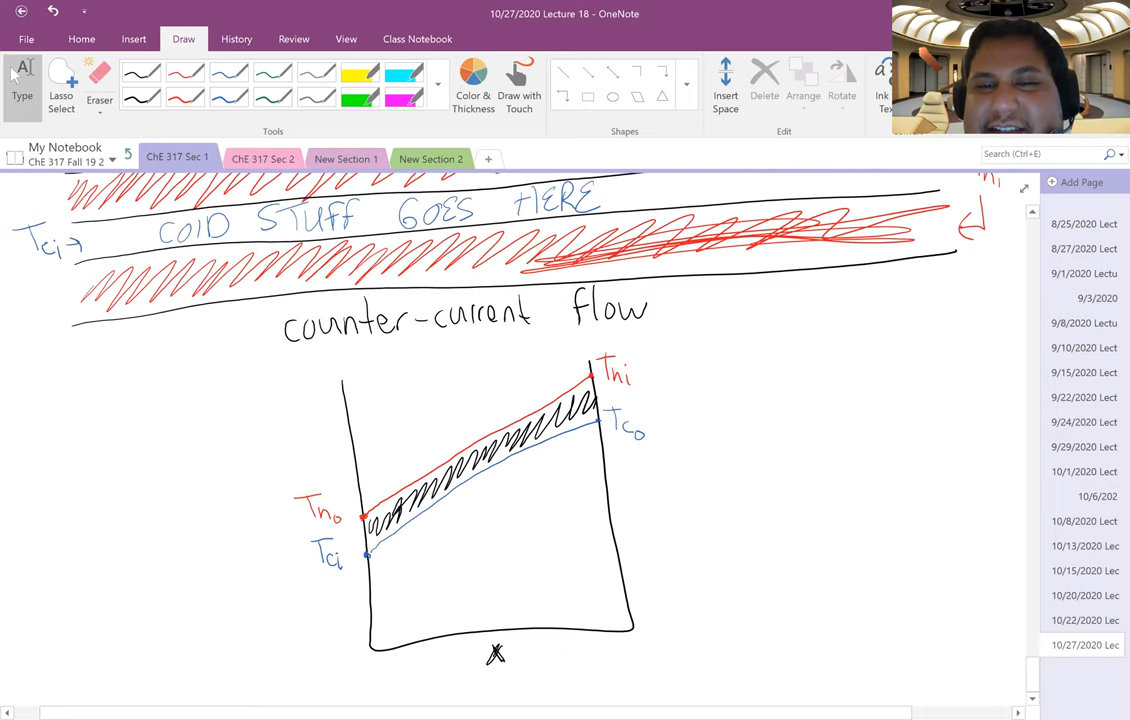 10/27/2020 Lecture 18 - OneNote
File Home Insert Draw History Review View Class Notebook
Type Lasso Select Eraser Color & Thickness Draw with Touch Insert Space Delete Arrange Rotate Ink Tex
Tools Shapes Edit
My Notebook
ChE 317 Fall 19 2
ChE 317 Sec 1 ChE 317 Sec 2 New Section 1 New Section 2 +
Search (Ctrl+E)
Add Page
8/25/2020 Lect
8/27/2020 Lect
9/1/2020 Lectu
9/3/2020
9/8/2020 Lectu
9/10/2020 Lect
9/15/2020 Lect
9/22/2020 Lect
9/24/2020 Lect
9/29/2020 Lect
10/1/2020 Lect
10/6/202
10/8/2020 Lect
10/13/2020 Lec
10/15/2020 Lec
10/20/2020 Lec
10/22/2020 Lec
10/27/2020 Lec
COLD STUFF GOES HERE
Tci
counter-current flow
Thi
Tco
Tho
Tci
x